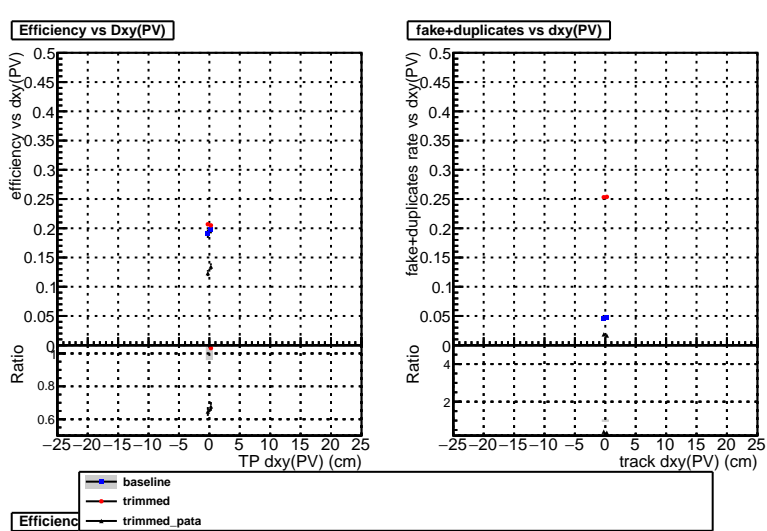 Efficiency vs Dxy(PV)
efficiency vs dxy(PV)
0.5
0.45
0.4
0.35
0.3
0.25
0.2
0.15
0.1
0.05
0
Ratio
1
0.8
0.6
−25 −20 −15 −10 −5 0 5 10 15 20 25
TP dxy(PV) (cm)
fake+duplicates vs dxy(PV)
fake+duplicates rate vs dxy(PV)
0.5
0.45
0.4
0.35
0.3
0.25
0.2
0.15
0.1
0.05
0
Ratio
4
2
−25 −20 −15 −10 −5 0 5 10 15 20 25
track dxy(PV) (cm)
baseline
trimmed
trimmed_pata
Efficienc